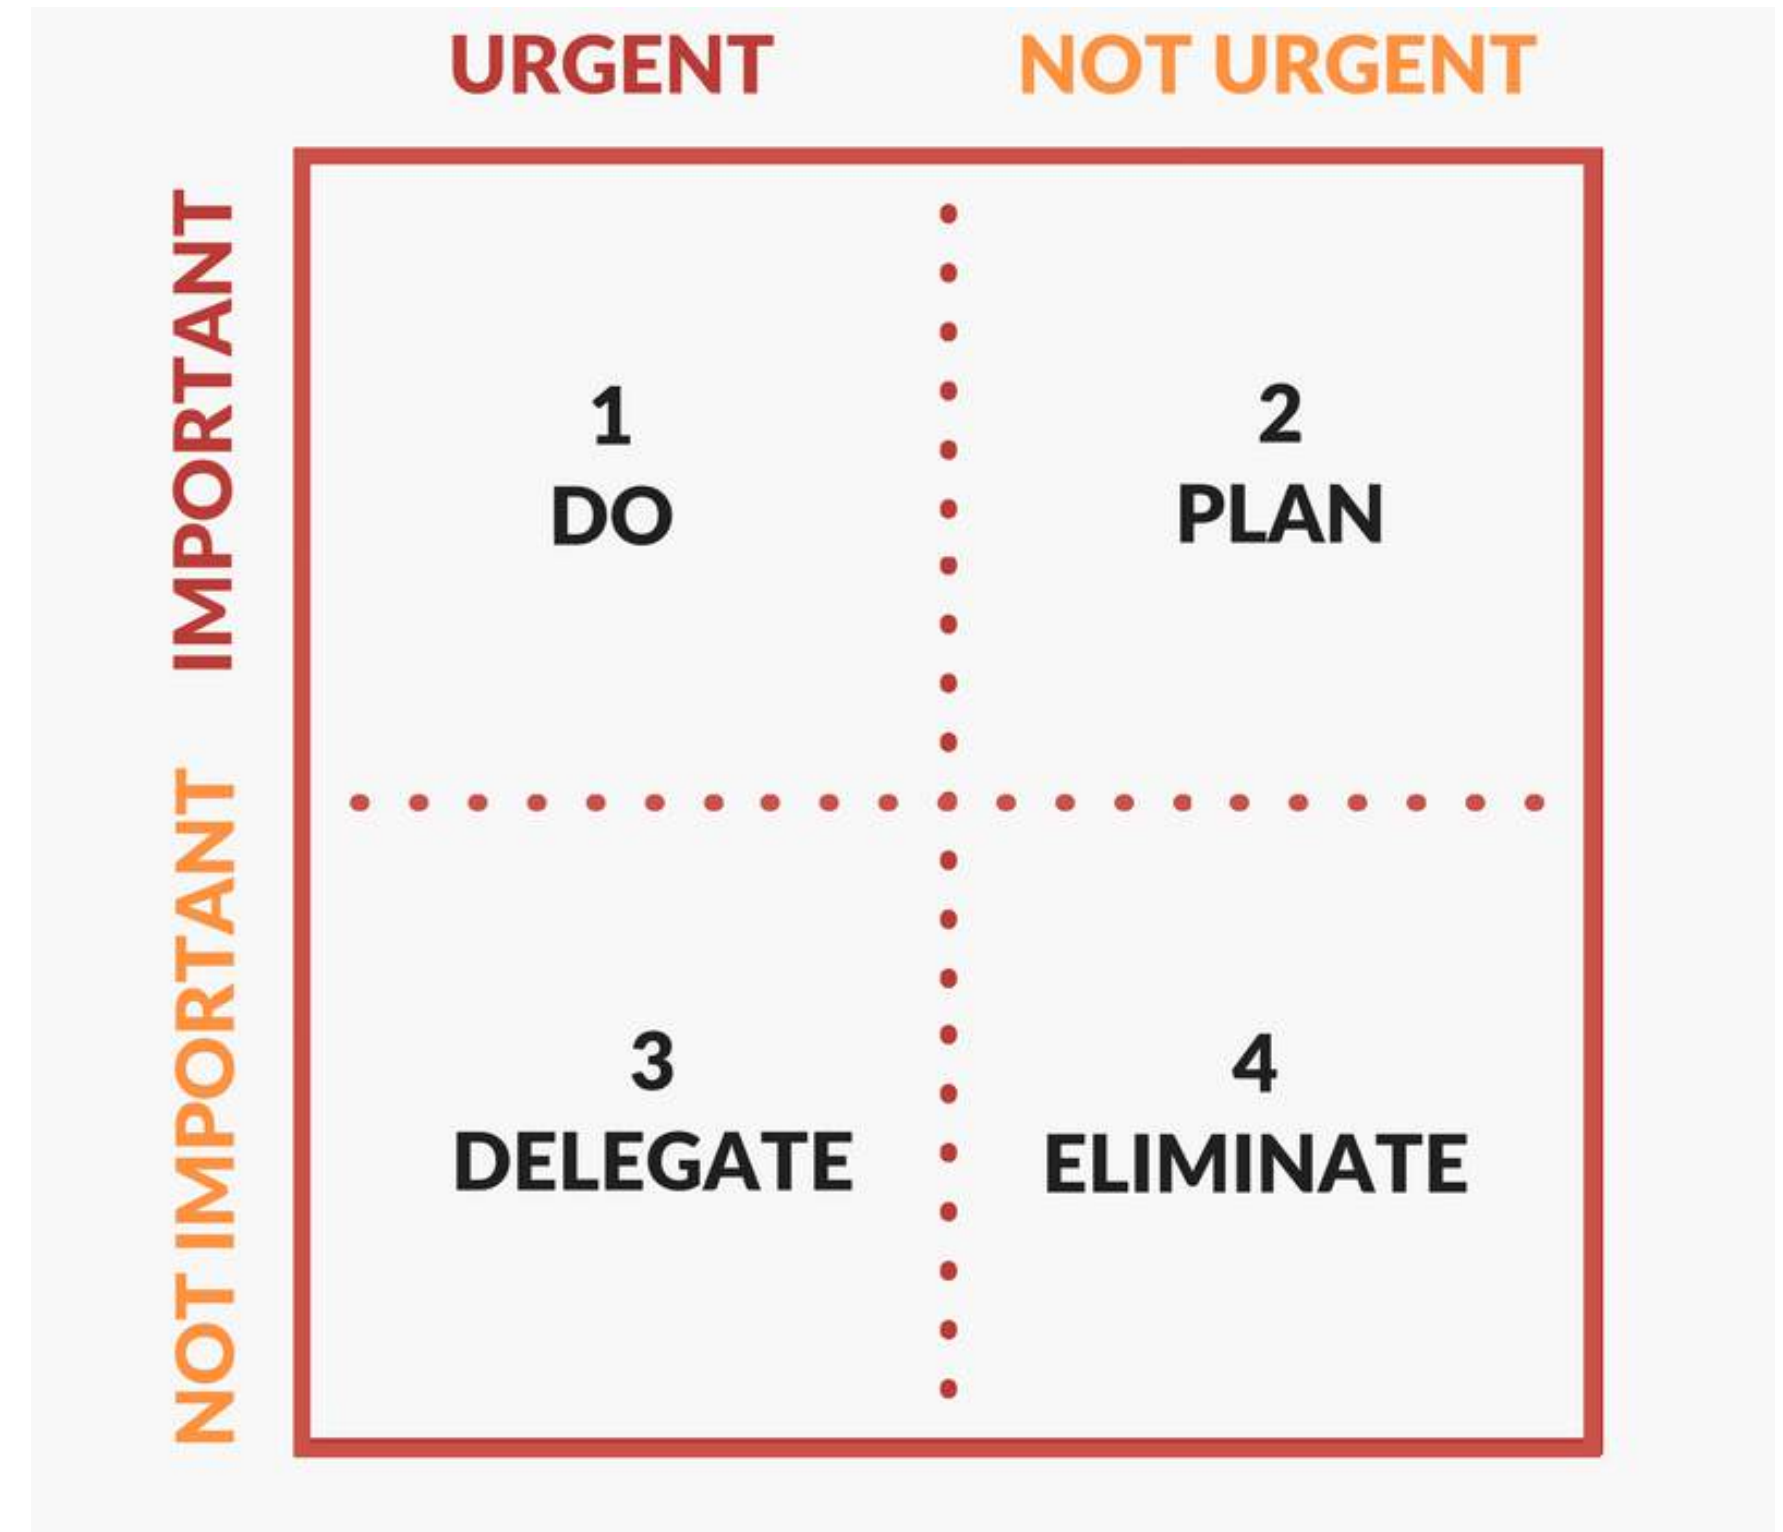 URGENT
NOT URGENT
IMPORTANT
1
DO
2
PLAN
NOT IMPORTANT
3
DELEGATE
4
ELIMINATE